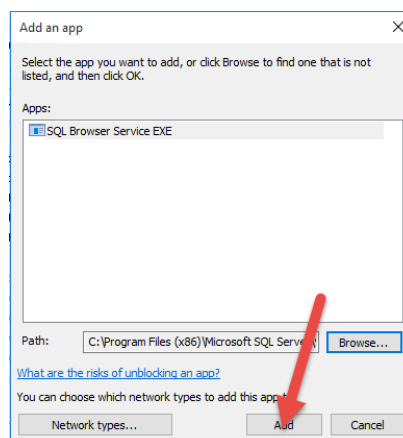 Add an app
Select the app you want to add, or click Browse to find one that is not
listed, and then click OK.
Apps:
SQL Browser Service EXE
Path:
C:\Program Files (x86)\Microsoft SQL Server\
Browse...
What are the risks of unblocking an app?
You can choose which network types to add this app
Network types...
Add
Cancel